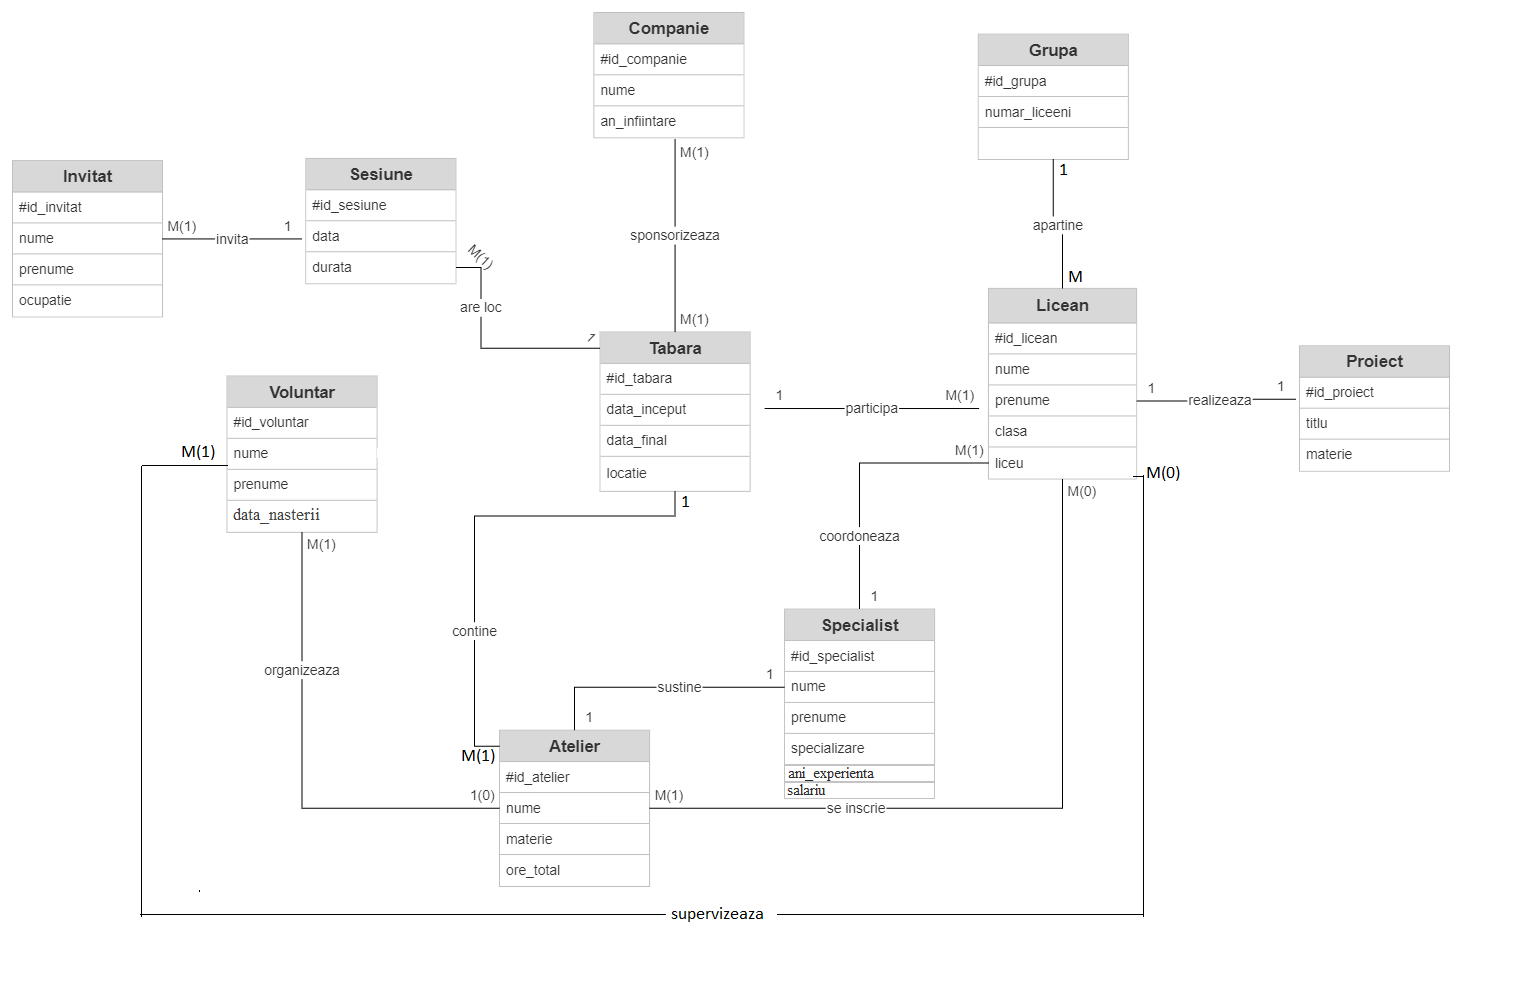 Companie
#id_companie
nume
an_infiintare
M(1)
sponsorizeaza
M(1)
Grupa
#id_grupa
numar_liceeni
1
apartine
M
Invitat
#id_invitat
nume
prenume
ocupatie
M(1)
invita
1
Sesiune
#id_sesiune
data
durata
M(1)
are loc
1
Tabara
#id_tabara
data_inceput
data_final
locatie
1
1
participa
M(1)
Licean
#id_licean
nume
prenume
clasa
liceu
1
realizeaza
1
Proiect
#id_proiect
titlu
materie
M(1)
M(0)
M(0)
Voluntar
#id_voluntar
nume
prenume
data_nasterii
M(1)
M(1)
organizeaza
contine
M(1)
coordoneaza
1
Specialist
#id_specialist
nume
prenume
specializare
ani_experienta
salariu
1
sustine
1
Atelier
#id_atelier
nume
materie
ore_total
1(0)
M(1)
se inscrie
supervizeaza